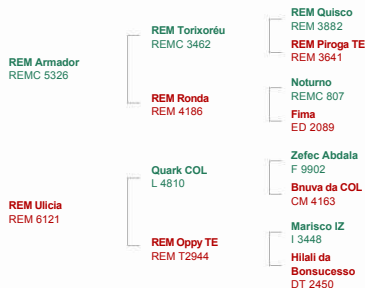 REM Quisco
REM 3882
REM Torixoréu
REMC 3462
REM Piroga TE
REM 3641
REM Armador
REMC 5326
Noturno
REMC 807
REM Ronda
REM 4186
Fima
ED 2089
Zefec Abdala
F 9902
Quark COL
L 4810
Bnuva da COL
CM 4163
REM Ulicia
REM 6121
Marisco IZ
I 3448
REM Oppy TE
REM T2944
Hilali da
Bonsucesso
DT 2450